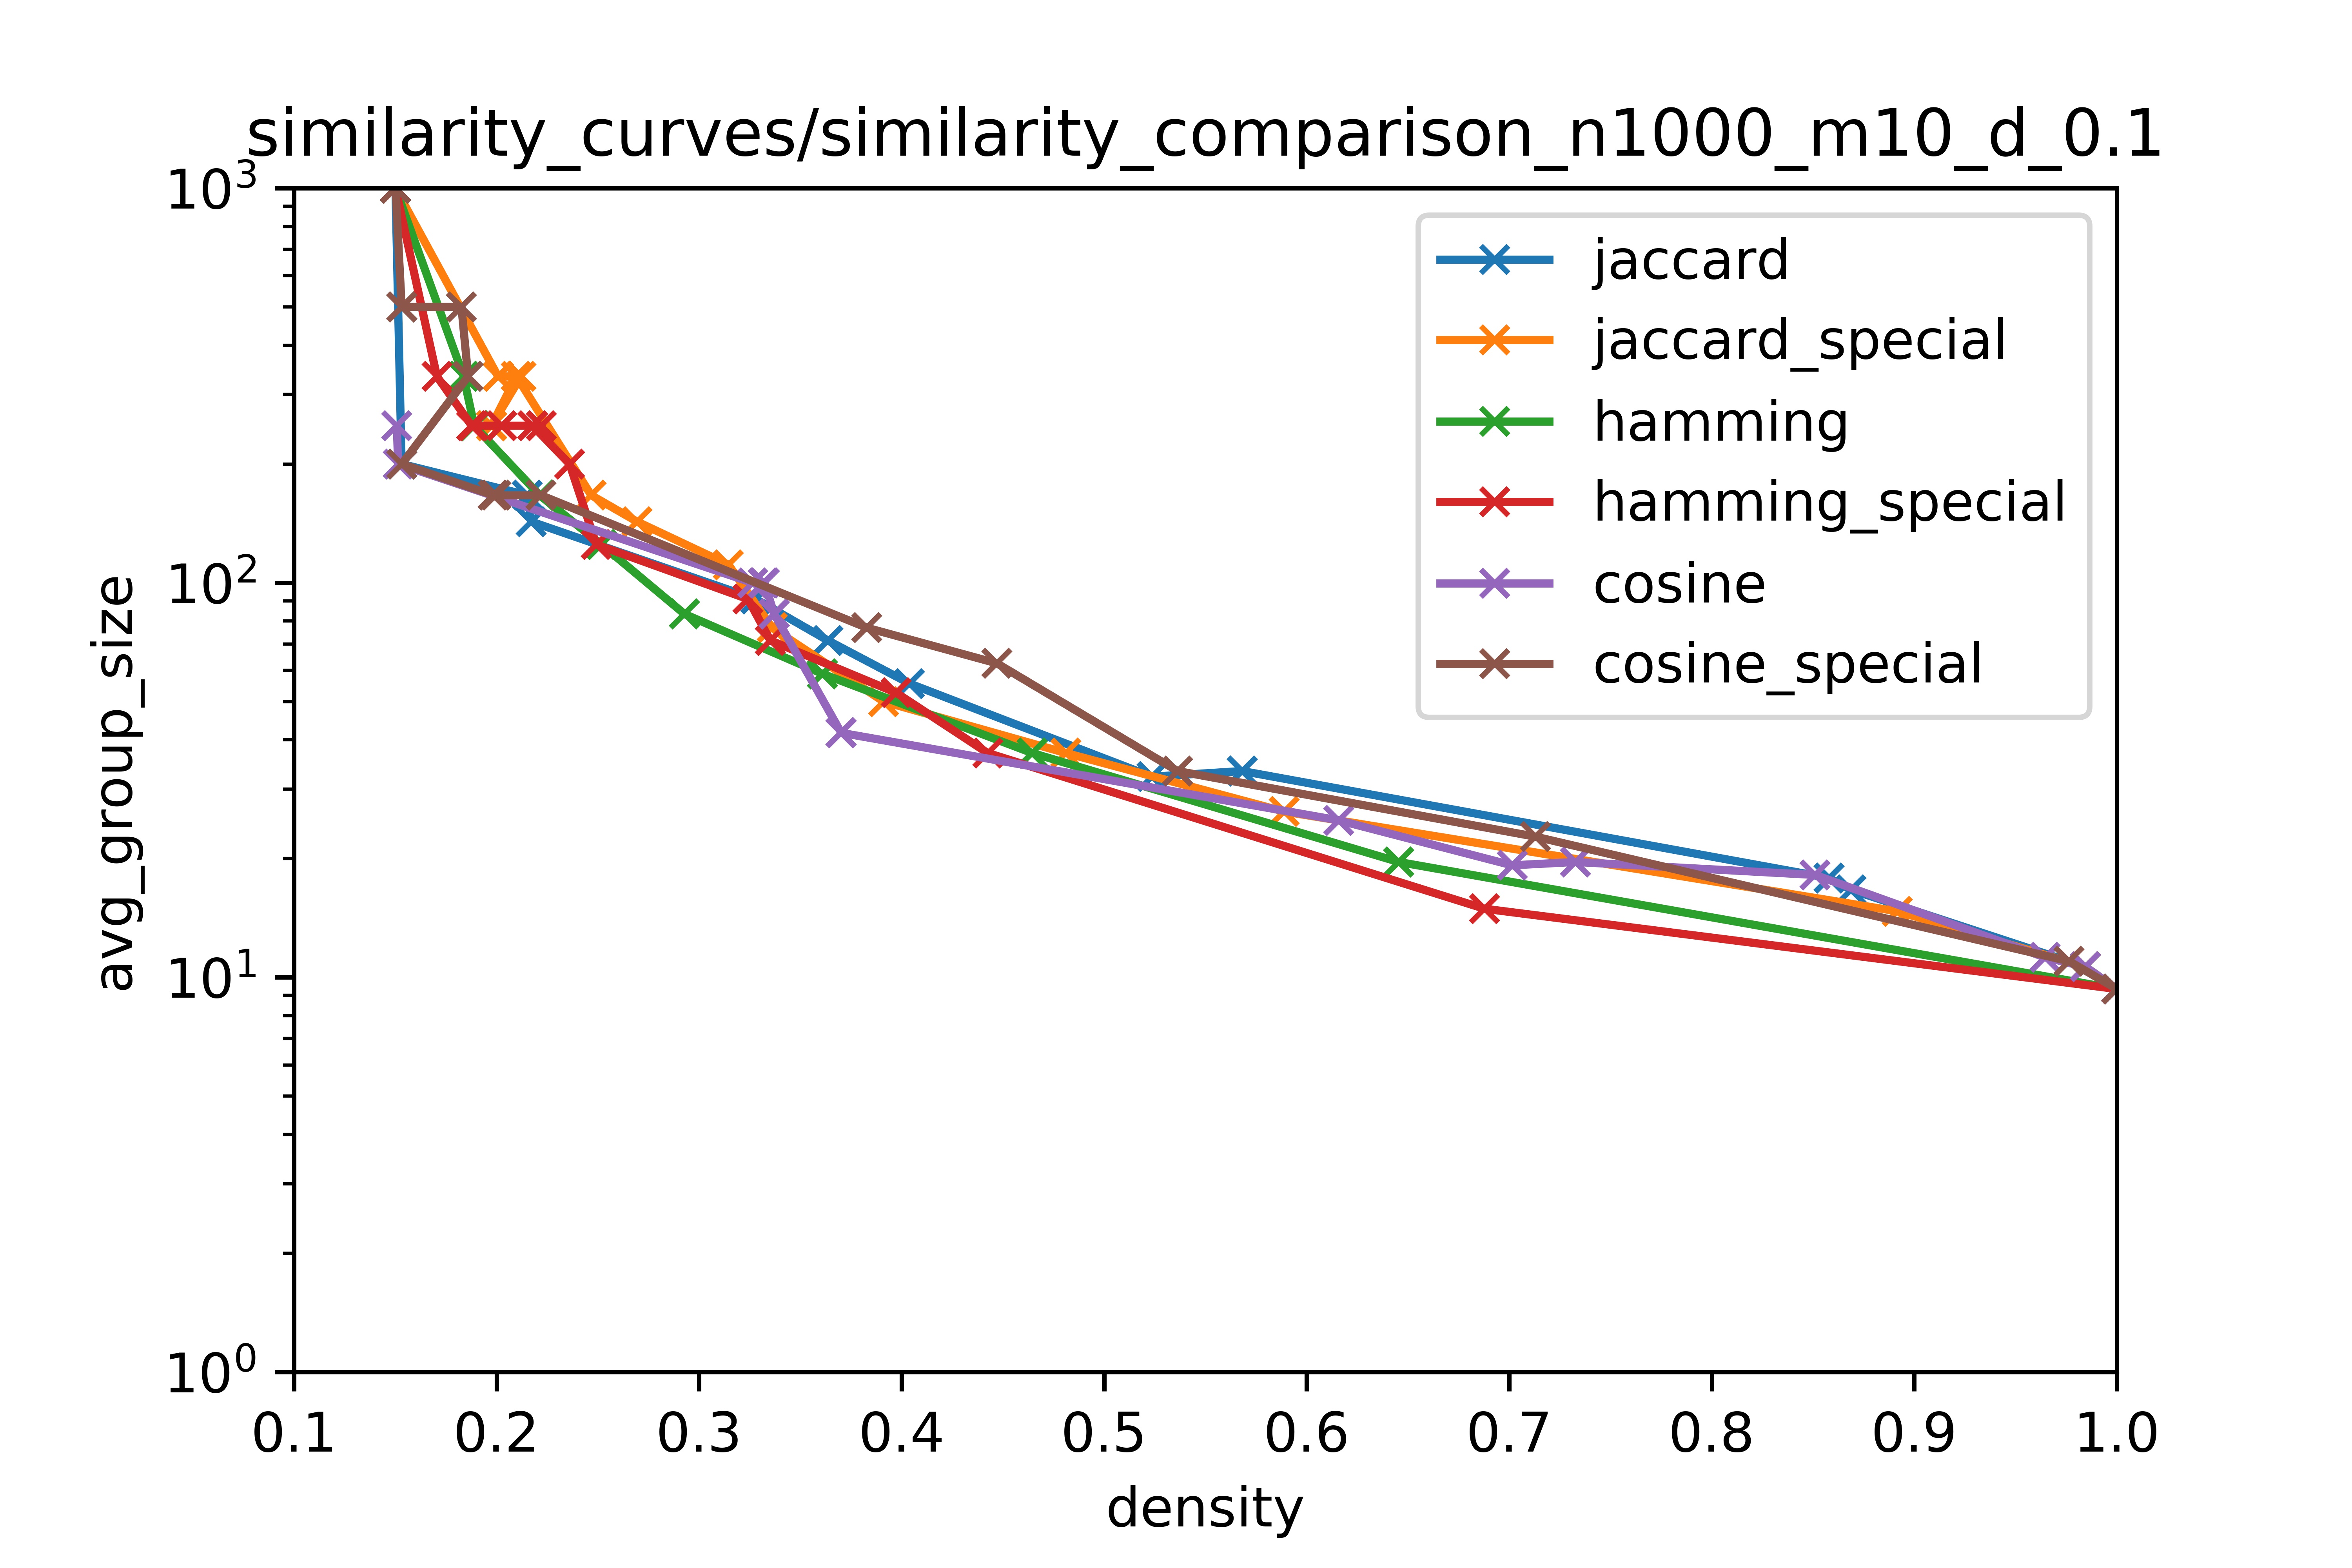 similarity_curves/similarity_comparison_n1000_m10_d_0.1
10³
10²
10¹
10⁰
avg_group_size
jaccard
jaccard_special
hamming
hamming_special
cosine
cosine_special
0.1 0.2 0.3 0.4 0.5 0.6 0.7 0.8 0.9 1.0
density